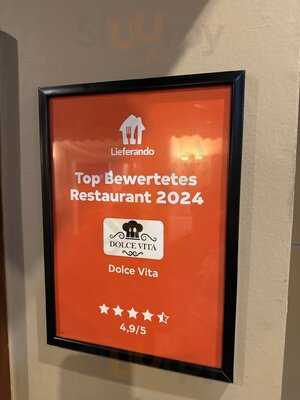 Lieferando
Top Bewertetes
Restaurant 2024
DOLCE VITA
Dolce Vita
4,9/5